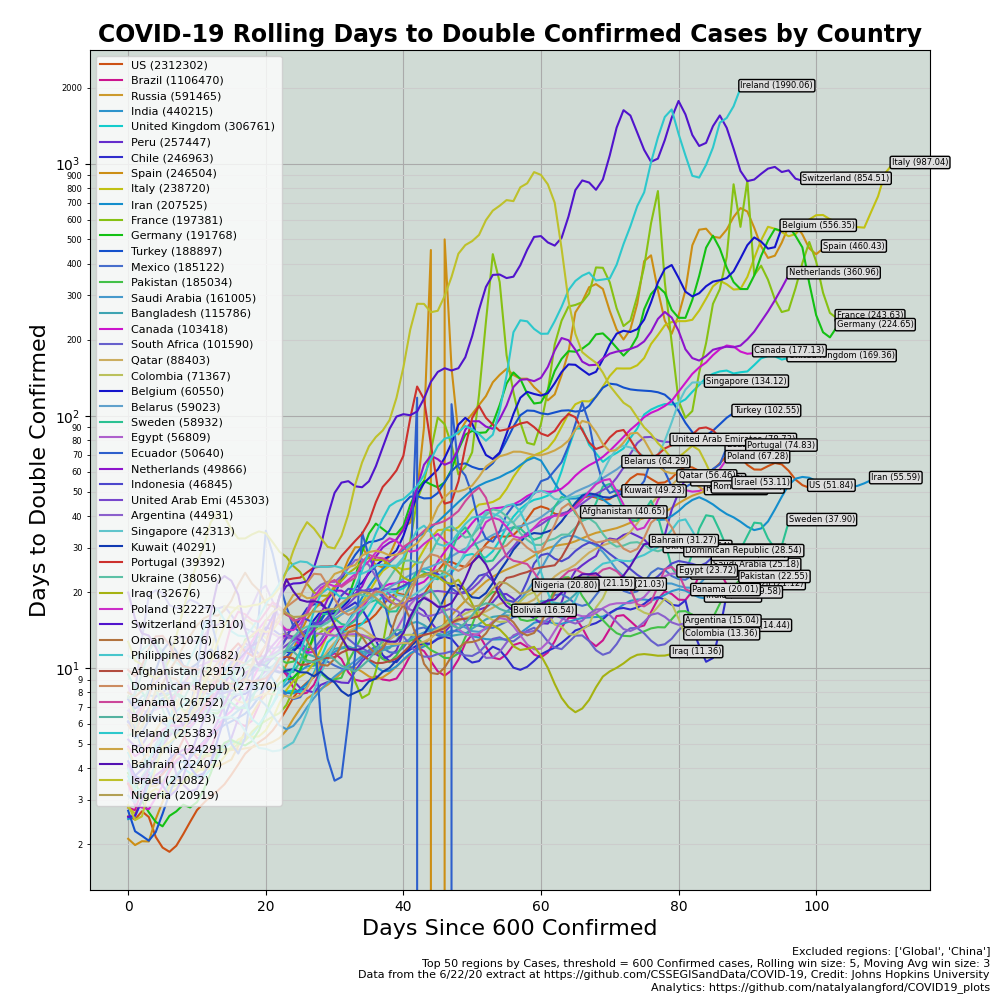 COVID-19 Rolling Days to Double Confirmed Cases by Country
US (2312302)
Brazil (1106470)
Russia (591465)
India (440215)
United Kingdom (306761)
Peru (257447)
Chile (246963)
Spain (246504)
Italy (238720)
Iran (207525)
France (197381)
Germany (191768)
Turkey (188897)
Mexico (185122)
Pakistan (185034)
Saudi Arabia (161005)
Bangladesh (115786)
Canada (103418)
South Africa (101590)
Qatar (88403)
Colombia (71367)
Belgium (60550)
Belarus (59023)
Sweden (58932)
Egypt (56809)
Ecuador (50640)
Netherlands (49866)
Indonesia (46845)
United Arab Emi (45303)
Argentina (44931)
Singapore (42313)
Kuwait (40291)
Portugal (39392)
Ukraine (38056)
Iraq (32676)
Poland (32227)
Switzerland (31310)
Oman (31076)
Philippines (30682)
Afghanistan (29157)
Dominican Repub (27370)
Panama (26752)
Bolivia (25493)
Ireland (25383)
Romania (24291)
Bahrain (22407)
Israel (21082)
Nigeria (20919)
Ireland (1990.06)
Italy (987.04)
Switzerland (854.51)
Belgium (556.35)
Spain (460.43)
Netherlands (360.96)
France (243.63)
Germany (224.65)
Canada (177.13)
ngdom (169.36)
Singapore (134.12)
Turkey (102.55)
United Arab Emirates
Portugal (74.83)
Poland (67.28)
Belarus (64.29)
Qatar (56.46)
Iran (55.59)
Israel (53.11)
US (51.84)
Kuwait (49.23)
Afghanistan (40.65)
Sweden (37.90)
Bahrain (31.27)
Dominican Republic (28.54)
Arabia (25.18)
Egypt (23.72)
Pakistan (22.55)
Nigeria (20.80)
(21.15)
(21.03)
Panama (20.01)
9.58)
Bolivia (16.54)
Argentina (15.04)
14.44)
Colombia (13.36)
Iraq (11.36)
2000
10³
900
800
700
600
500
400
300
200
10²
90
80
70
60
50
40
30
20
10¹
9
8
7
6
5
4
3
2
Days to Double Confirmed
0 20 40 60 80 100
Days Since 600 Confirmed
Excluded regions: ['Global', 'China']
Top 50 regions by Cases, threshold = 600 Confirmed cases, Rolling win size: 5, Moving Avg win size: 3
Data from the 6/22/20 extract at https://github.com/CSSEGISandData/COVID-19, Credit: Johns Hopkins University
Analytics: https://github.com/natalyalangford/COVID19_plots